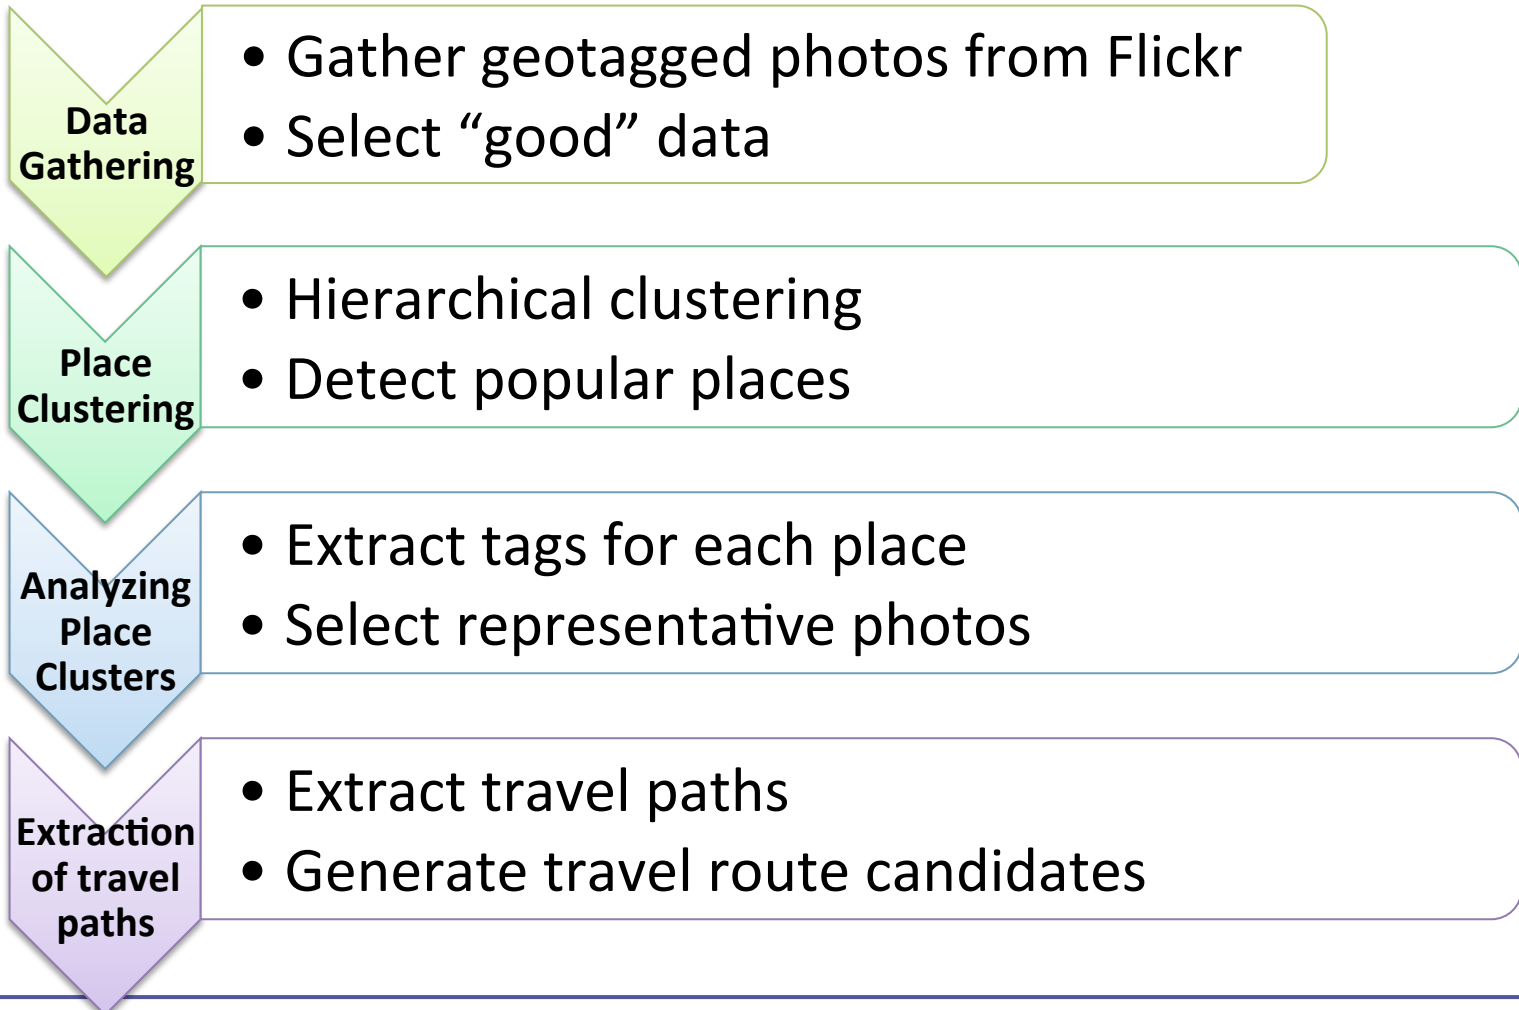 Data
Gathering
• Gather geotagged photos from Flickr
• Select “good” data
Place
Clustering
• Hierarchical clustering
• Detect popular places
Analyzing
Place
Clusters
• Extract tags for each place
• Select representative photos
Extraction
of travel
paths
• Extract travel paths
• Generate travel route candidates